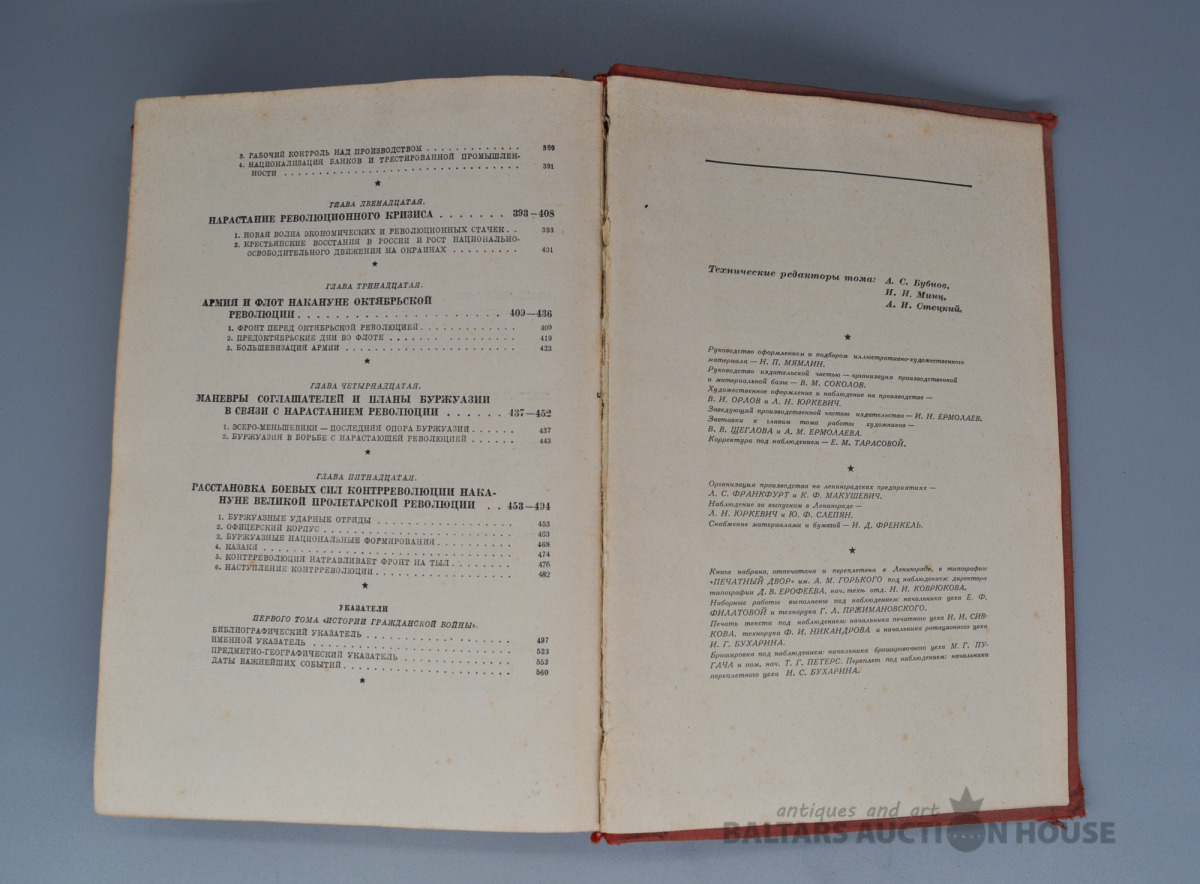 3. РАБОЧИЙ КОНТРОЛЬ НАД ПРОИЗВОДСТВОМ . . . . . . . . . . . . . 389
4. НАЦИОНАЛИЗАЦИЯ БАНКОВ И ТРЕСТИРОВАННОЙ ПРОМЫШЛЕН-
НОСТИ . . . . . . . . . . . . . . . . . . . . . . . . . . . . . . . 391
★
ГЛАВА ДВЕНАДЦАТАЯ.
НАРАСТАНИЕ РЕВОЛЮЦИОННОГО КРИЗИСА . . . . . . . 393—408
1. НОВАЯ ВОЛНА ЭКОНОМИЧЕСКИХ И РЕВОЛЮЦИОННЫХ СТАЧЕК . . 393
2. КРЕСТЬЯНСКИЕ ВОССТАНИЯ В РОССИИ И РОСТ НАЦИОНАЛЬНО-
ОСВОБОДИТЕЛЬНОГО ДВИЖЕНИЯ НА ОКРАИНАХ . . . . . . . . . 401
★
ГЛАВА ТРИНАДЦАТАЯ.
АРМИЯ И ФЛОТ НАКАНУНЕ ОКТЯБРЬСКОЙ
РЕВОЛЮЦИИ . . . . . . . . . . . . . . . . . . . . . . 409—436
1. ФРОНТ ПЕРЕД ОКТЯБРЬСКОЙ РЕВОЛЮЦИЕЙ . . . . . . . . . . . . . 409
2. ПРЕДОКТЯБРЬСКИЕ ДНИ ВО ФЛОТЕ . . . . . . . . . . . . . . . . . 419
3. БОЛЬШЕВИЗАЦИЯ АРМИИ . . . . . . . . . . . . . . . . . . . . . . 423
★
ГЛАВА ЧЕТЫРНАДЦАТАЯ.
МАНЕВРЫ СОГЛАШАТЕЛЕЙ И ПЛАНЫ БУРЖУАЗИИ
В СВЯЗИ С НАРАСТАНИЕМ РЕВОЛЮЦИИ . . . . . . 437—452
1. ЭСЕРО-МЕНЬШЕВИКИ — ПОСЛЕДНЯЯ ОПОРА БУРЖУАЗИИ . . . . . . 437
2. БУРЖУАЗИЯ В БОРЬБЕ С НАРАСТАЮЩЕЙ РЕВОЛЮЦИЕЙ . . . . . . 443
★
ГЛАВА ПЯТНАДЦАТАЯ.
РАССТАНОВКА БОЕВЫХ СИЛ КОНТРРЕВОЛЮЦИИ НАКА-
НУНЕ ВЕЛИКОЙ ПРОЛЕТАРСКОЙ РЕВОЛЮЦИИ . . 453—494
1. БУРЖУАЗНЫЕ УДАРНЫЕ ОТРЯДЫ . . . . . . . . . . . . . . . . . . 453
2. ОФИЦЕРСКИЙ КОРПУС . . . . . . . . . . . . . . . . . . . . . . . . 463
3. БУРЖУАЗНЫЕ НАЦИОНАЛЬНЫЕ ФОРМИРОВАНИЯ . . . . . . . . . . 468
4. КАЗАКИ . . . . . . . . . . . . . . . . . . . . . . . . . . . . . . . 474
5. КОНТРРЕВОЛЮЦИЯ НАТРАВЛИВАЕТ ФРОНТ НА ТЫЛ . . . . . . . . 476
6. НАСТУПЛЕНИЕ КОНТРРЕВОЛЮЦИИ . . . . . . . . . . . . . . . . . . 482
★
УКАЗАТЕЛИ
ПЕРВОГО ТОМА «ИСТОРИИ ГРАЖДАНСКОЙ ВОЙНЫ».
БИБЛИОГРАФИЧЕСКИЙ УКАЗАТЕЛЬ . . . . . . . . . . . . . . . . . . 497
ИМЕННОЙ УКАЗАТЕЛЬ . . . . . . . . . . . . . . . . . . . . . . . . . 523
ПРЕДМЕТНО-ГЕОГРАФИЧЕСКИЙ УКАЗАТЕЛЬ . . . . . . . . . . . . . . 553
ДАТЫ ВАЖНЕЙШИХ СОБЫТИЙ . . . . . . . . . . . . . . . . . . . . . 560
★
Технические редакторы тома: А. С. Бубнов,
И. И. Минц,
А. И. Стецкий.
★
Руководство оформлением и подбором иллюстративно-художественного
материала — Н. П. МЯМЛИН.
Руководство издательской частью — организация производственной
и материальной базы — В. М. СОКОЛОВ.
Художественное оформление и наблюдение на производстве —
В. И. ОРЛОВ и Л. Н. ЮРКЕВИЧ.
Заведующий производственной частью издательства — И. Н. ЕРМОЛАЕВ.
Заставки к главам тома работы художников —
В. В. ЩЕГЛОВА и А. М. ЕРМОЛАЕВА.
Корректура под наблюдением — Е. М. ТАРАСОВОЙ.
★
Организация производства на ленинградских предприятиях —
Л. С. ФРАНКФУРТ и К. Ф. МАКУШЕВИЧ.
Наблюдение за выпуском в Ленинграде —
Л. Н. ЮРКЕВИЧ и Ю. Ф. СЛЕПЯН.
Снабжение материалами и бумагой — И. Д. ФРЕНКЕЛЬ.
★
Книга набрана, отпечатана и переплетена в Ленинграде, в типографии
«ПЕЧАТНЫЙ ДВОР» им. А. М. ГОРЬКОГО под наблюдением: директора
типографии Д. В. ЕРОФЕЕВА, нач. техн. отд. Н. И. КОВРЮКОВА.
Наборные работы выполнены под наблюдением: начальника цеха Е. Ф.
ФИЛАТОВОЙ и технорука Г. А. ПРЖИМАНОВСКОГО.
Печать текста под наблюдением: начальника печатного цеха И. Н. СИВ-
КОВА, технорука Ф. И. НИКАНДРОВА и начальника ротационного цеха
И. Г. БУХАРИНА.
Брошировка под наблюдением: начальника брошировочного цеха М. Г. ПУ-
ГАЧА и пом. нач. Т. Г. ПЕТЕРС. Переплет под наблюдением: начальника
переплетного цеха И. С. БУХАРИНА.
antiques and art
BALTARS AUCTION HOUSE